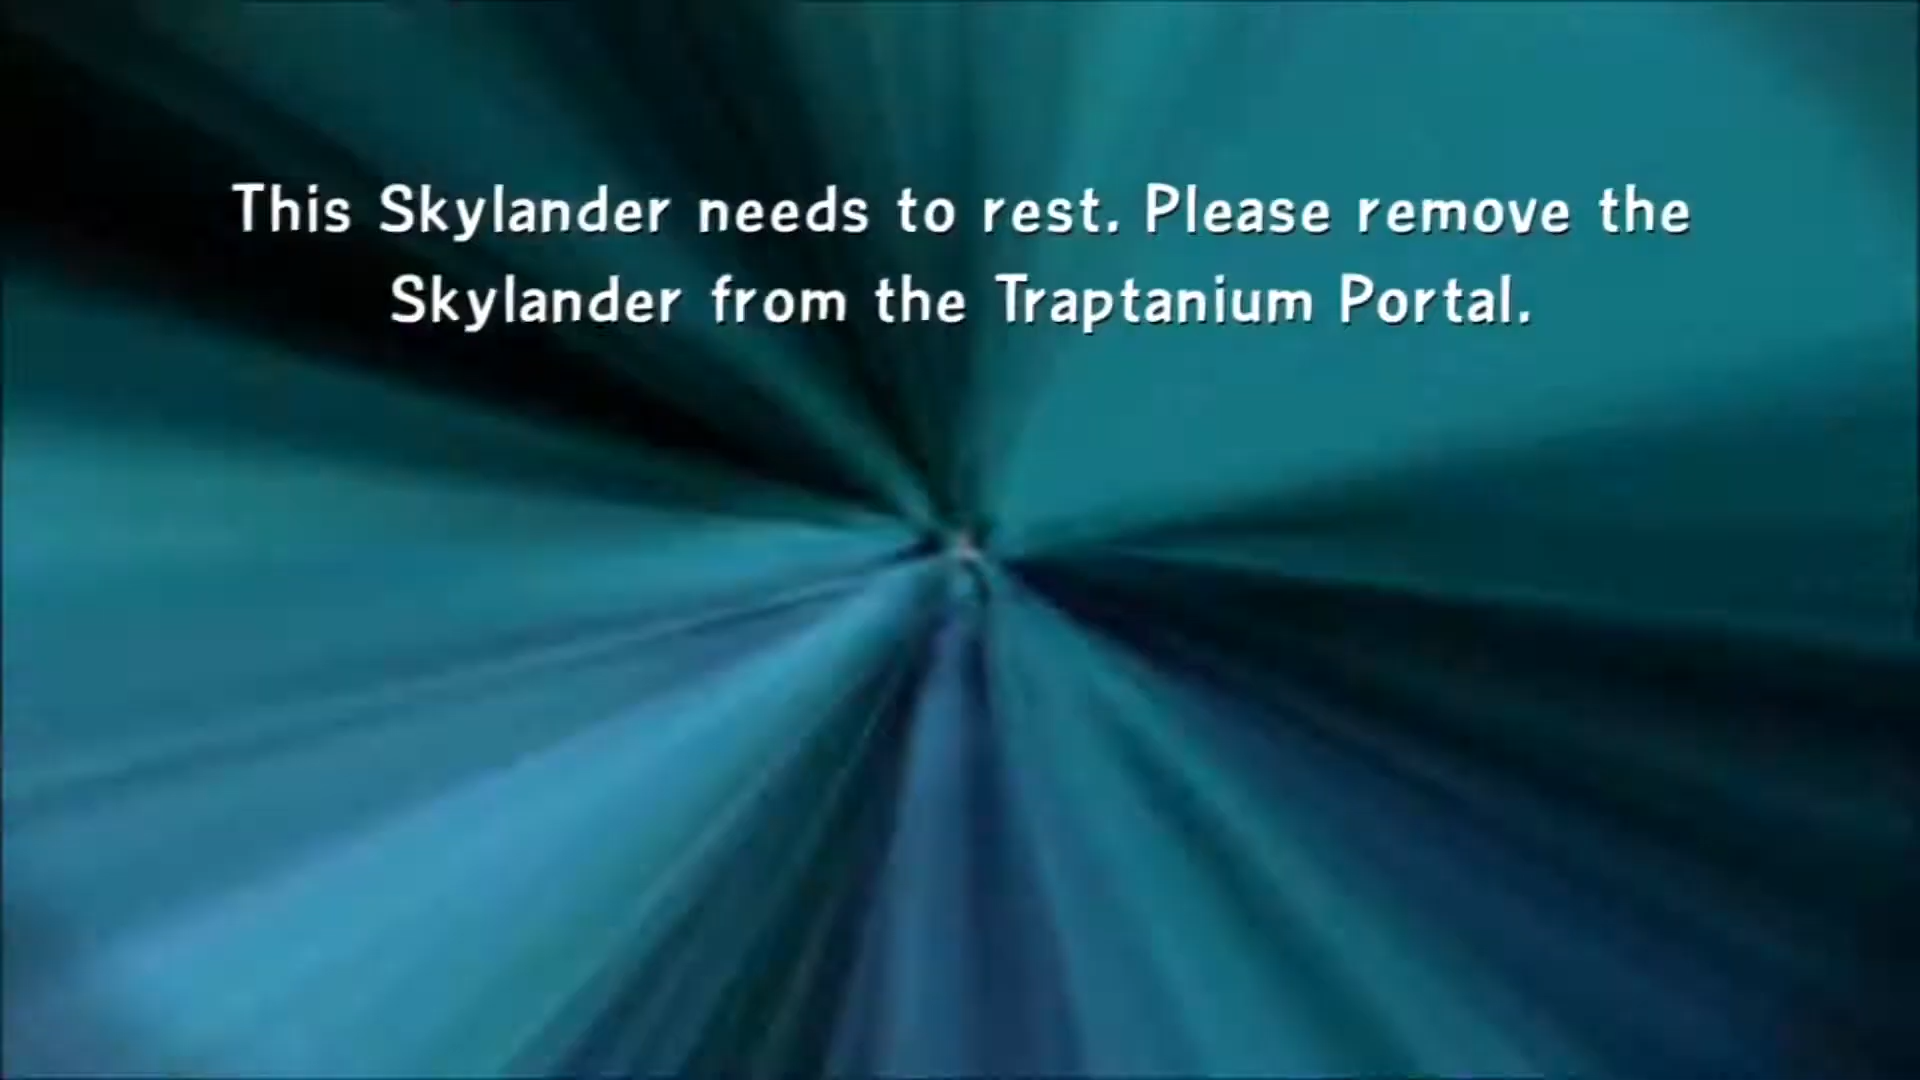 This Skylander needs to rest. Please remove the
Skylander from the Traptanium Portal.